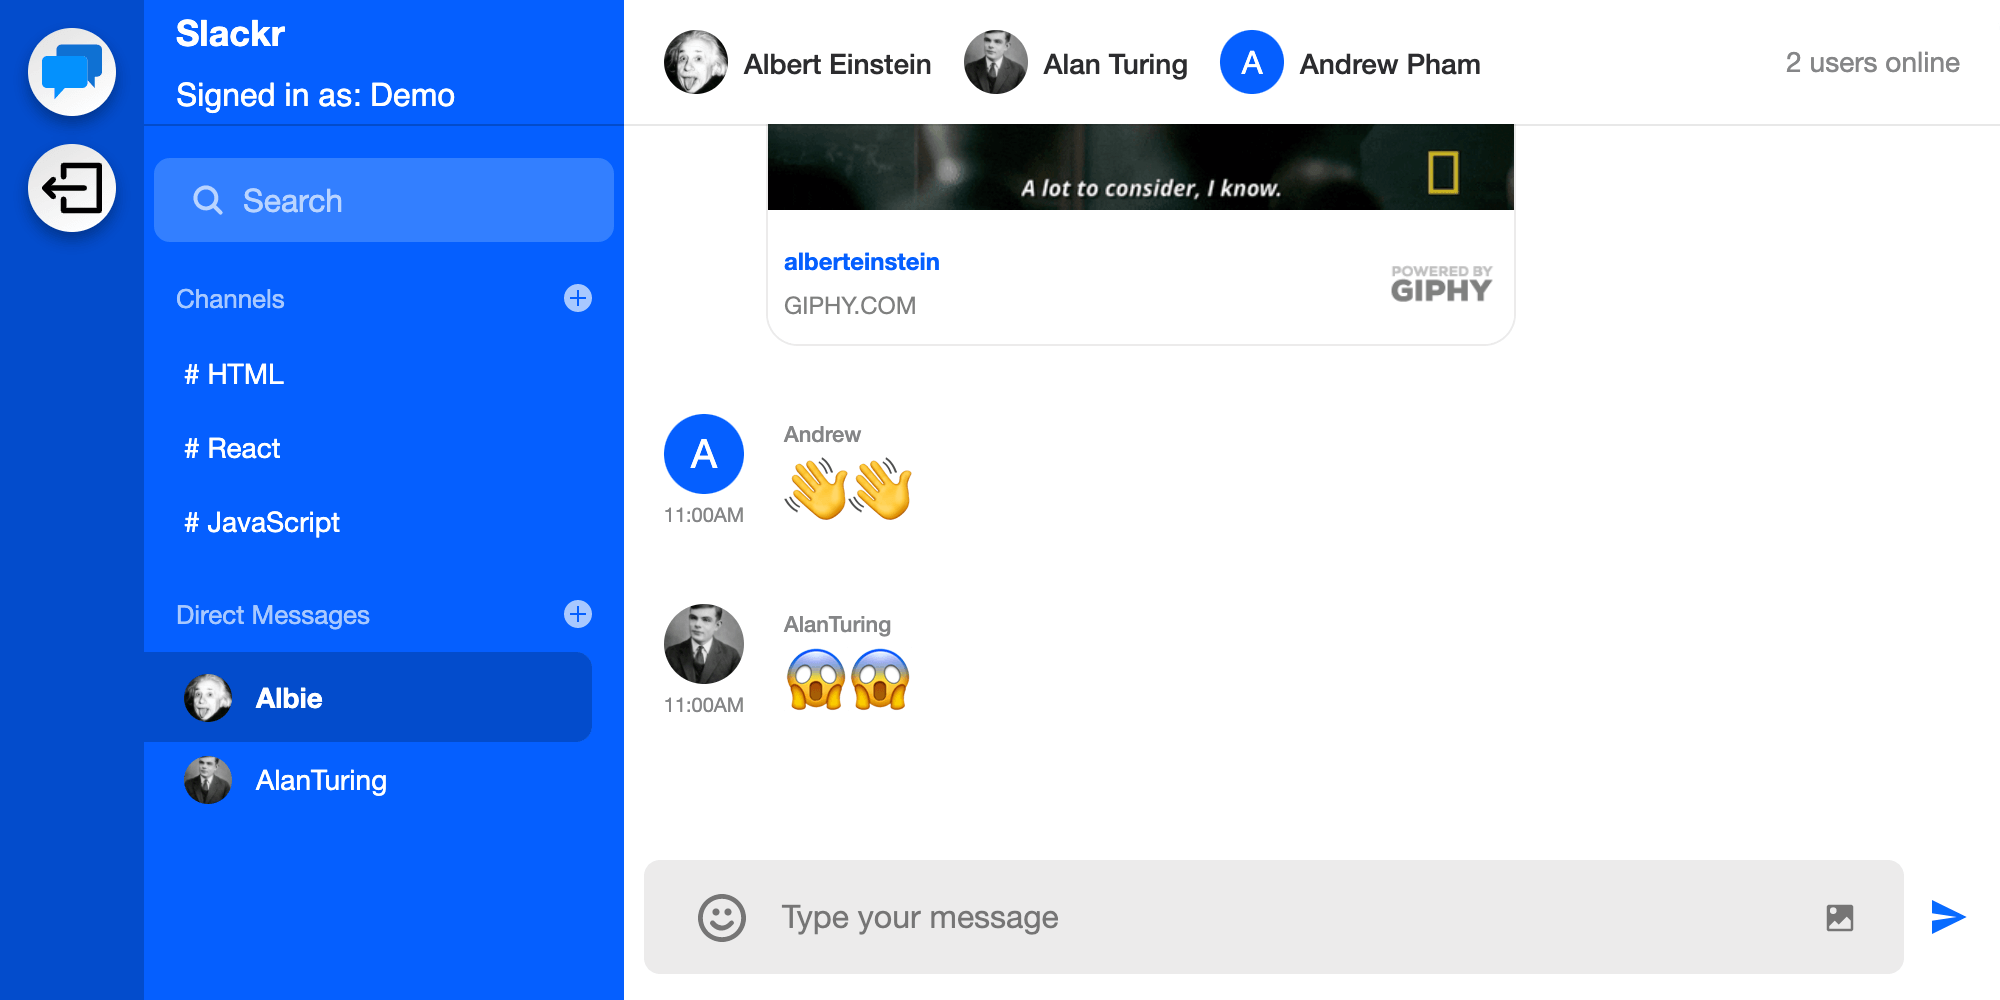 Slackr
Signed in as: Demo
Search
Channels
# HTML
# React
# JavaScript
Direct Messages
Albie
AlanTuring
Albert Einstein
Alan Turing
A
Andrew Pham
2 users online
A lot to consider, I know.
alberteinstein
GIPHY.COM
POWERED BY
GIPHY
A
Andrew
👋👋
11:00AM
AlanTuring
😱😱
11:00AM
Type your message